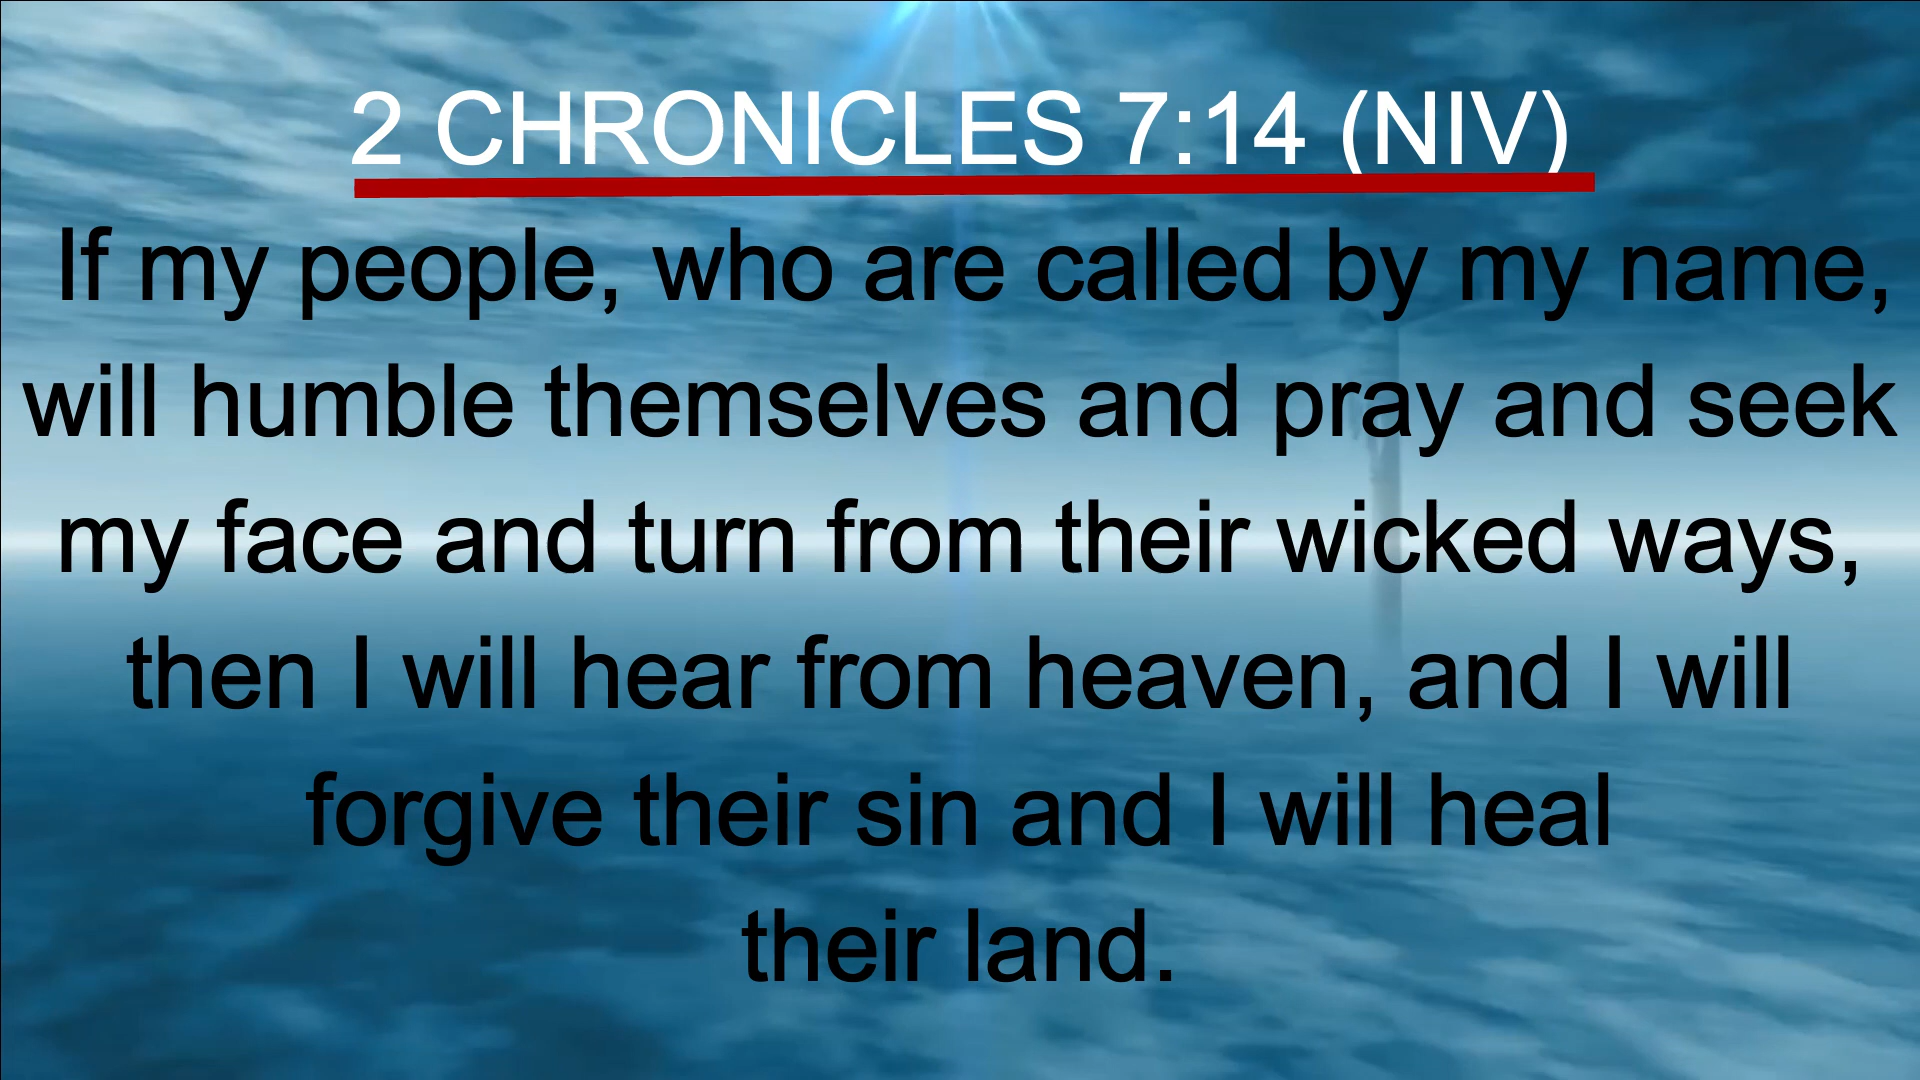 2 CHRONICLES 7:14 (NIV)
If my people, who are called by my name,
will humble themselves and pray and seek
my face and turn from their wicked ways,
then I will hear from heaven, and I will
forgive their sin and I will heal
their land.